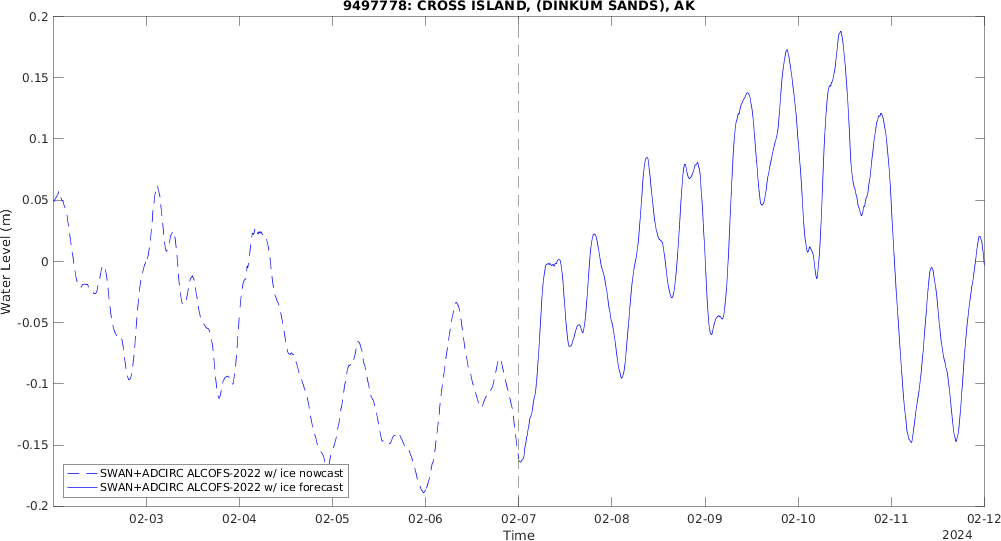 9497778: CROSS ISLAND, (DINKUM SANDS), AK
0.2
0.15
0.1
0.05
0
-0.05
-0.1
-0.15
-0.2
Water Level (m)
SWAN+ADCIRC ALCOFS-2022 w/ ice nowcast
SWAN+ADCIRC ALCOFS-2022 w/ ice forecast
02-03 02-04 02-05 02-06 02-07 02-08 02-09 02-10 02-11 02-12
Time
2024